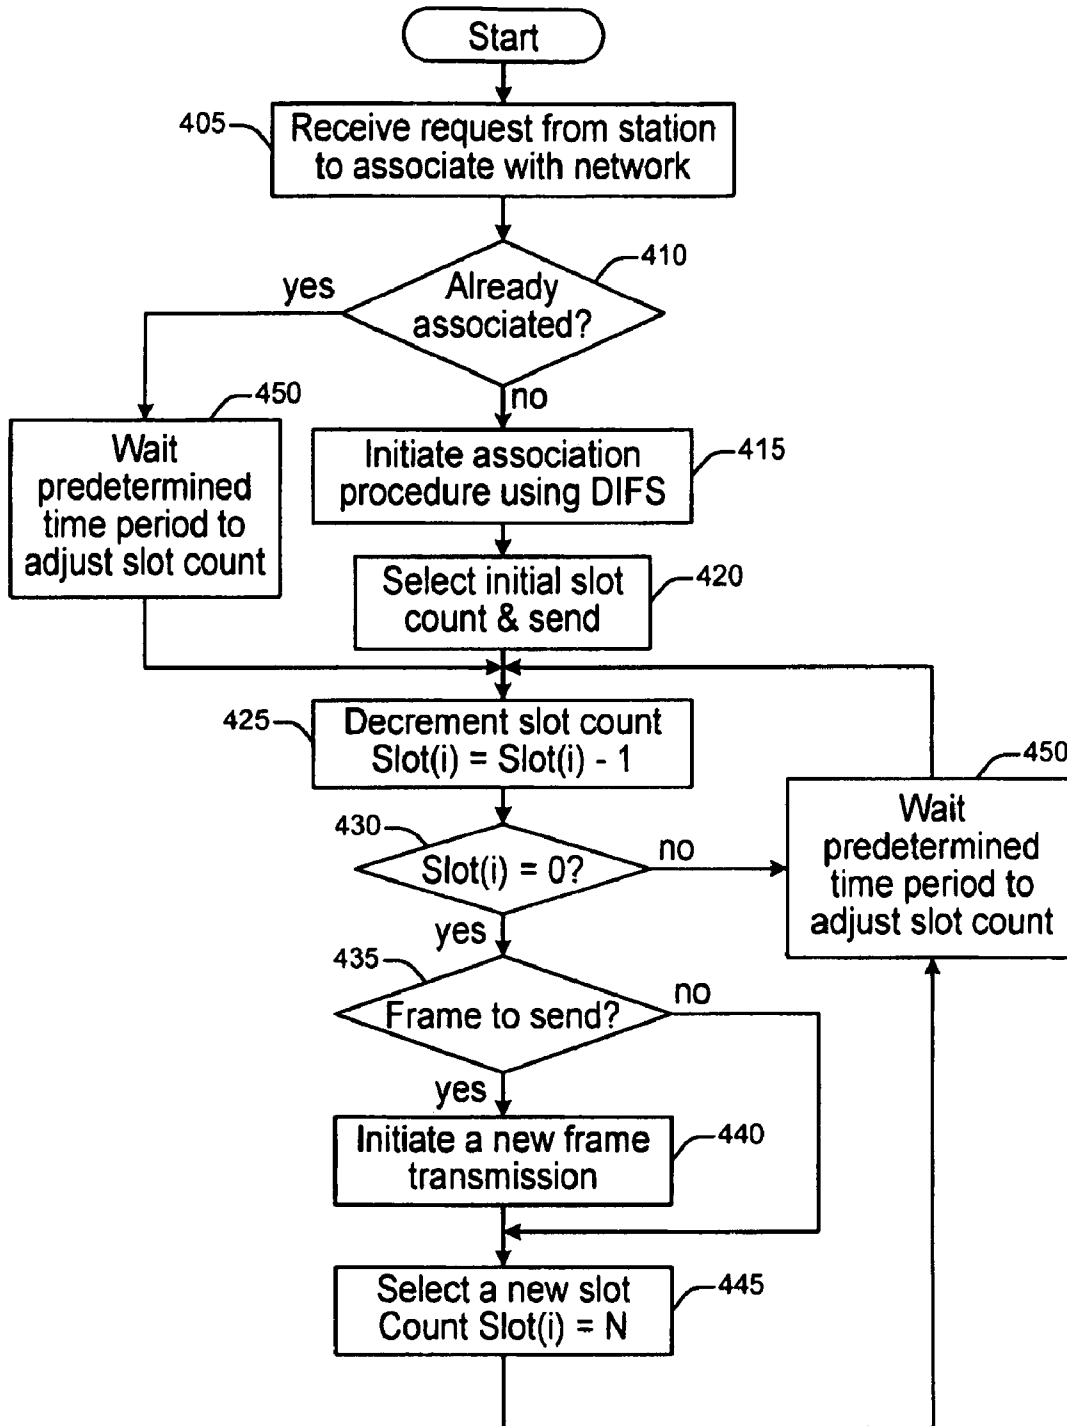 Start
405
Receive request from station
to associate with network
410
yes
Already
associated?
no
450
Wait
predetermined
time period to
adjust slot count
Initiate association
procedure using DIFS
415
Select initial slot
count & send
420
425
Decrement slot count
Slot(i) = Slot(i) - 1
430
Slot(i) = 0?
no
450
Wait
predetermined
time period to
adjust slot count
yes
435
Frame to send?
no
yes
Initiate a new frame
transmission
440
Select a new slot
Count Slot(i) = N
445